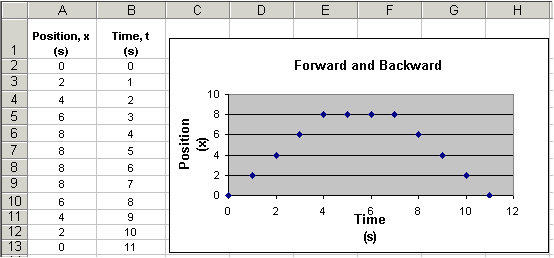 A B C D E F G H
1 Position, x Time, t
(s) (s)
2 0 0
3 2 1
4 4 2
5 6 3
6 8 4
7 8 5
8 8 6
9 8 7
10 6 8
11 4 9
12 2 10
13 0 11
Forward and Backward
Position
(x)
10
8
6
4
2
0
0 2 4 6 8 10 12
Time
(s)